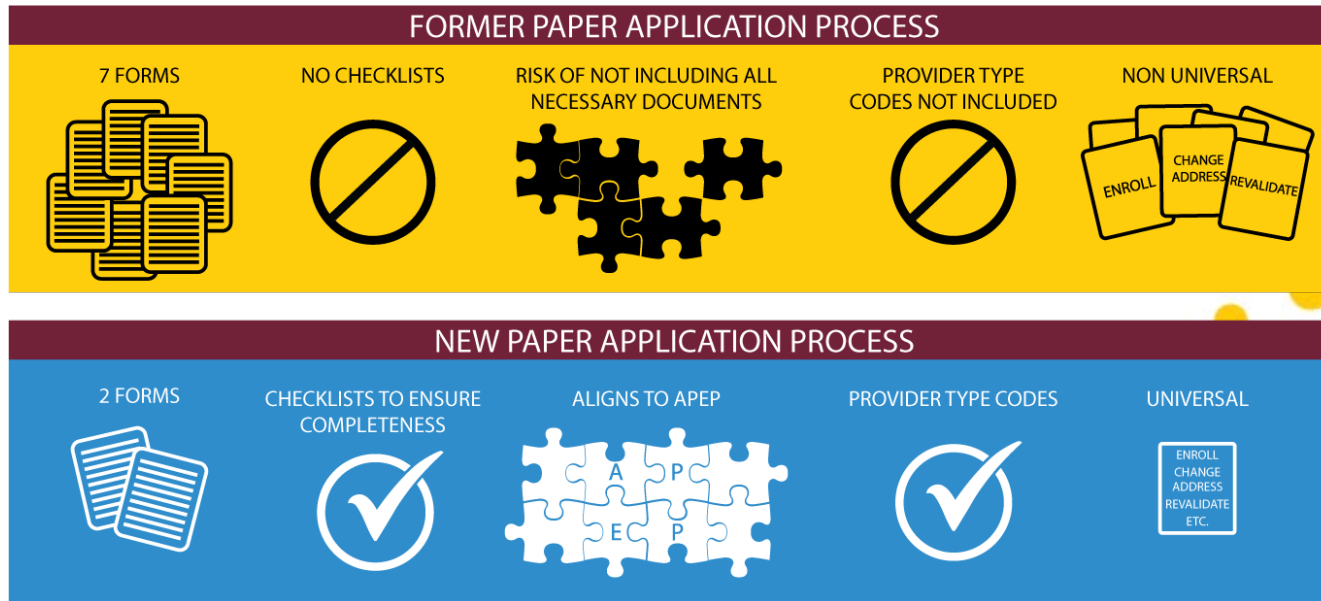 FORMER PAPER APPLICATION PROCESS
7 FORMS
NO CHECKLISTS
RISK OF NOT INCLUDING ALL
NECESSARY DOCUMENTS
PROVIDER TYPE
CODES NOT INCLUDED
NON UNIVERSAL
ENROLL
CHANGE
ADDRESS
REVALIDATE
NEW PAPER APPLICATION PROCESS
2 FORMS
CHECKLISTS TO ENSURE
COMPLETENESS
ALIGNS TO APEP
A P
E P
PROVIDER TYPE CODES
UNIVERSAL
ENROLL
CHANGE
ADDRESS
REVALIDATE
ETC.